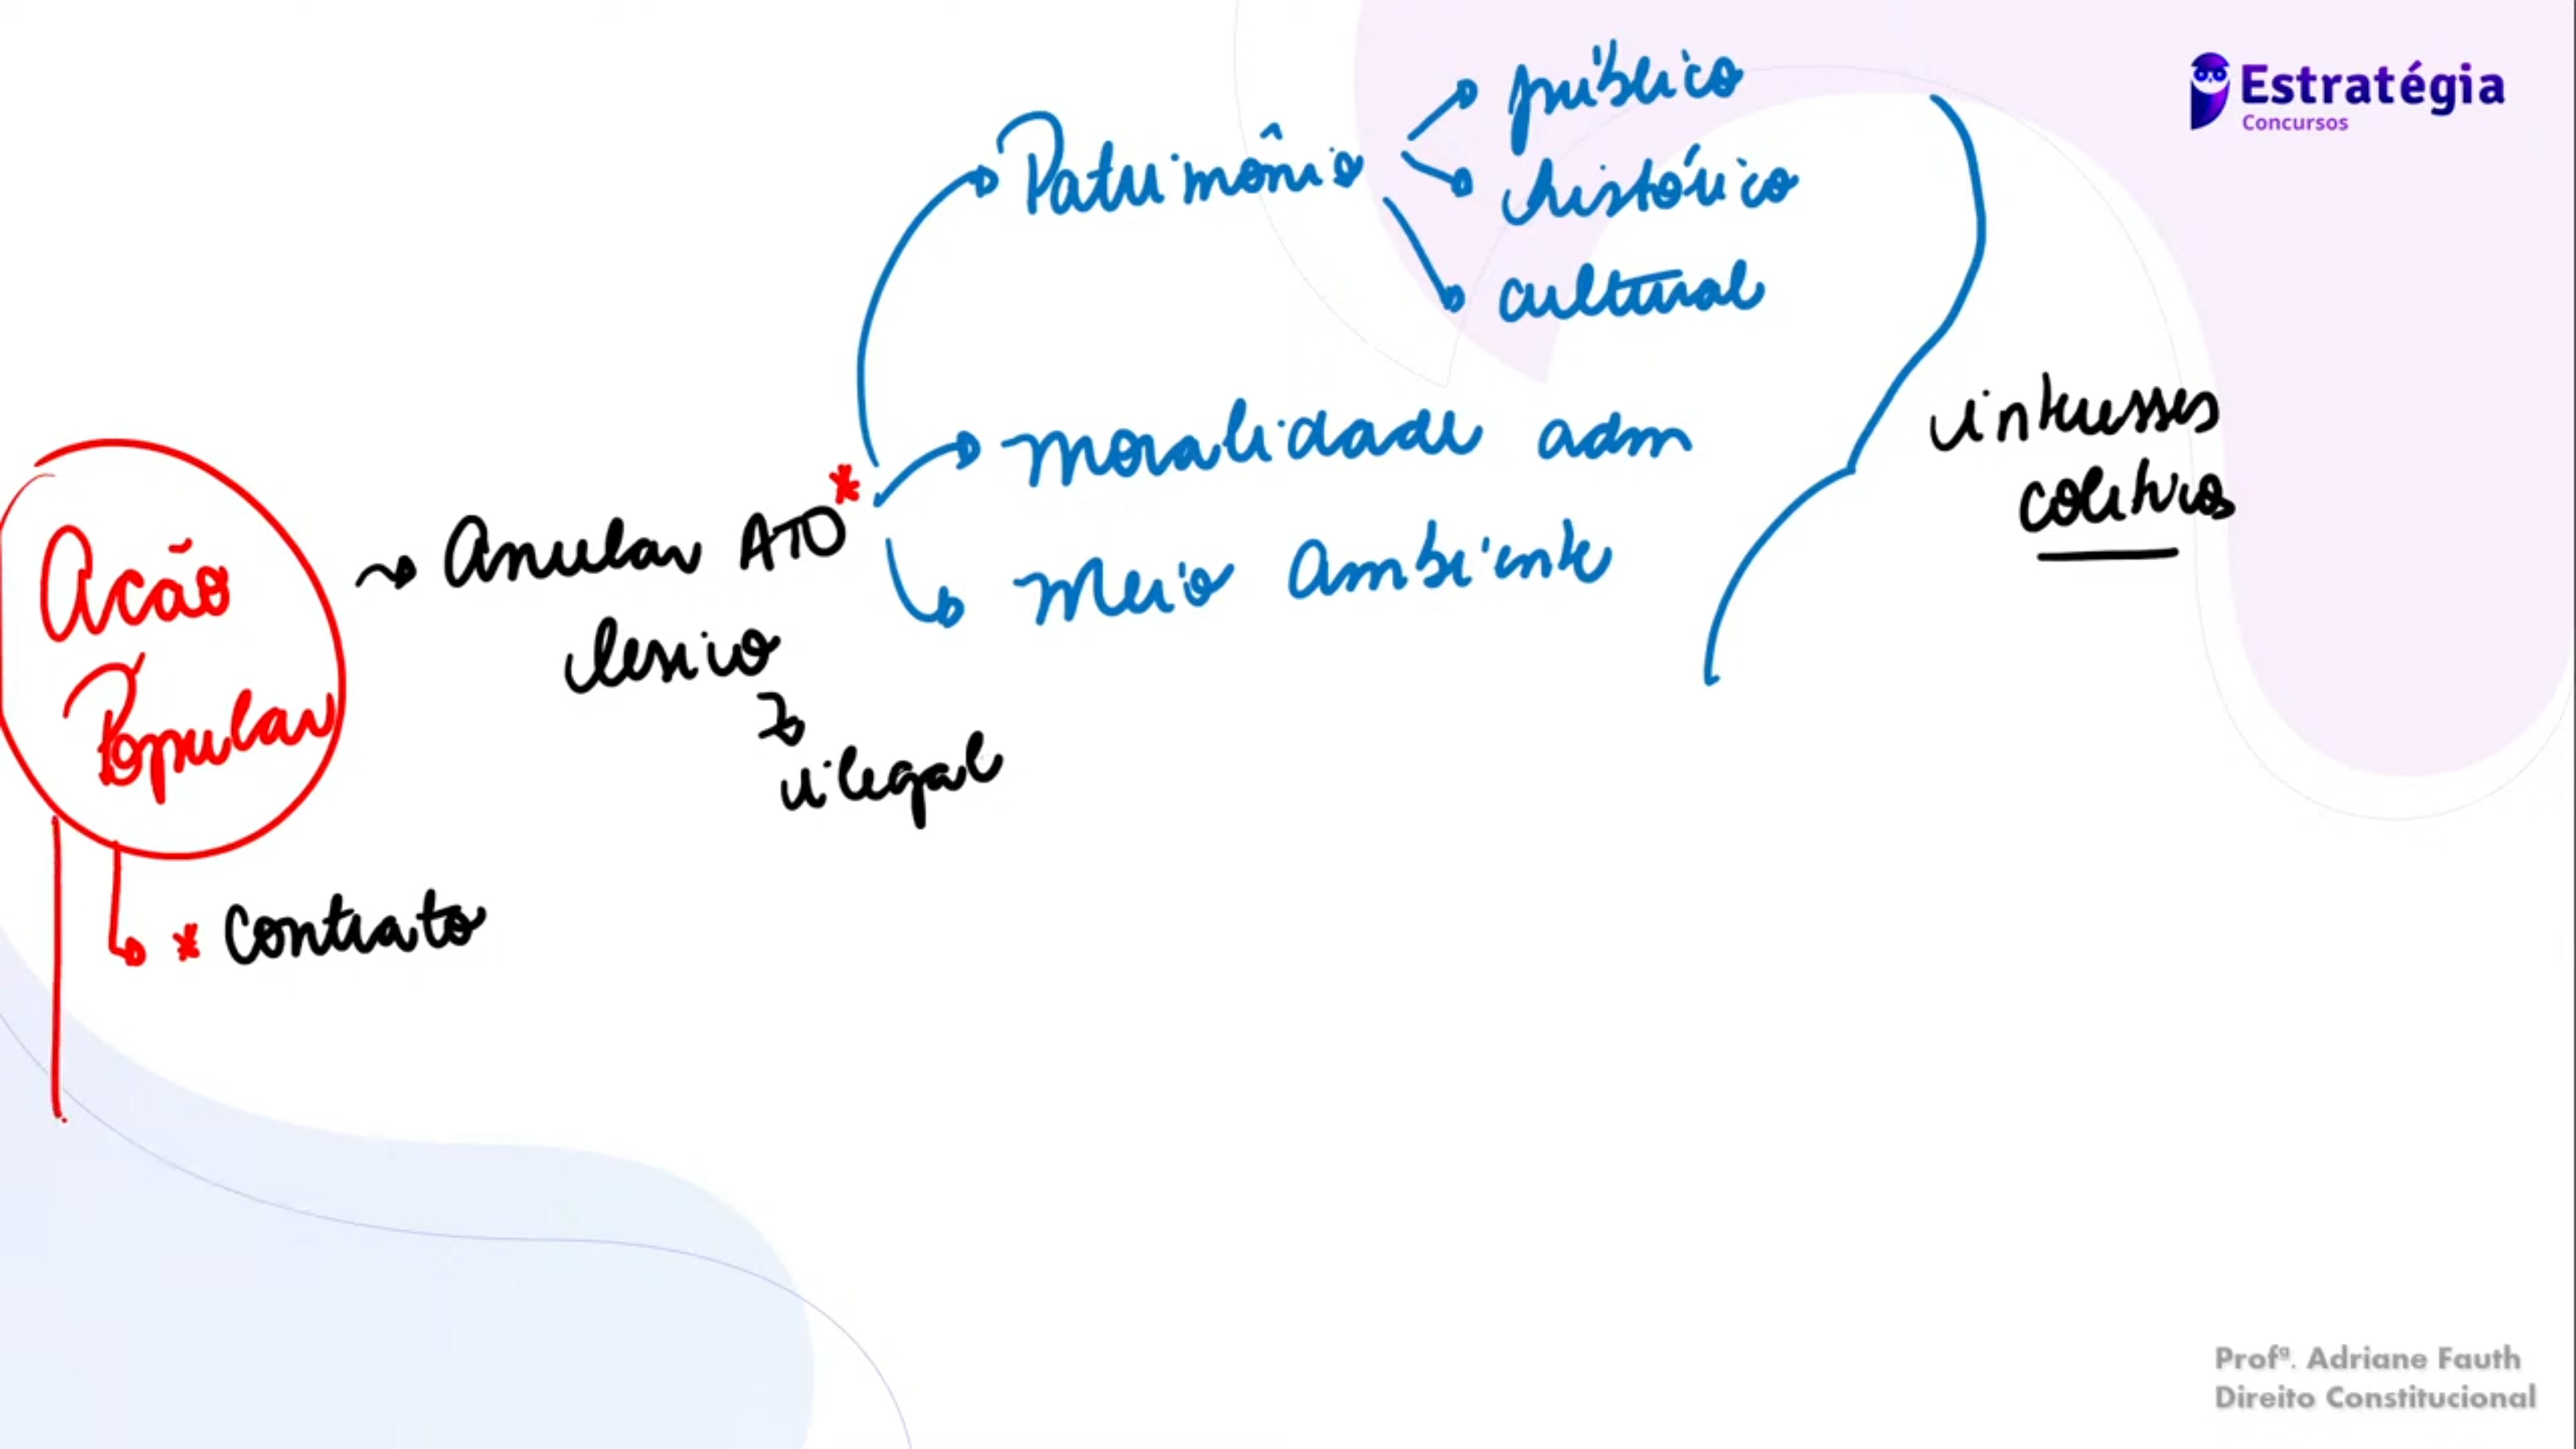 Estratégia
Concursos
Patrimônio
público
histórico
cultural
moralidade adm
Meio Ambiente
interesses
coletivos
Acão
Popular
Anular ATO*
lesivo
ilegal
* Contrato
Profª. Adriane Fauth
Direito Constitucional